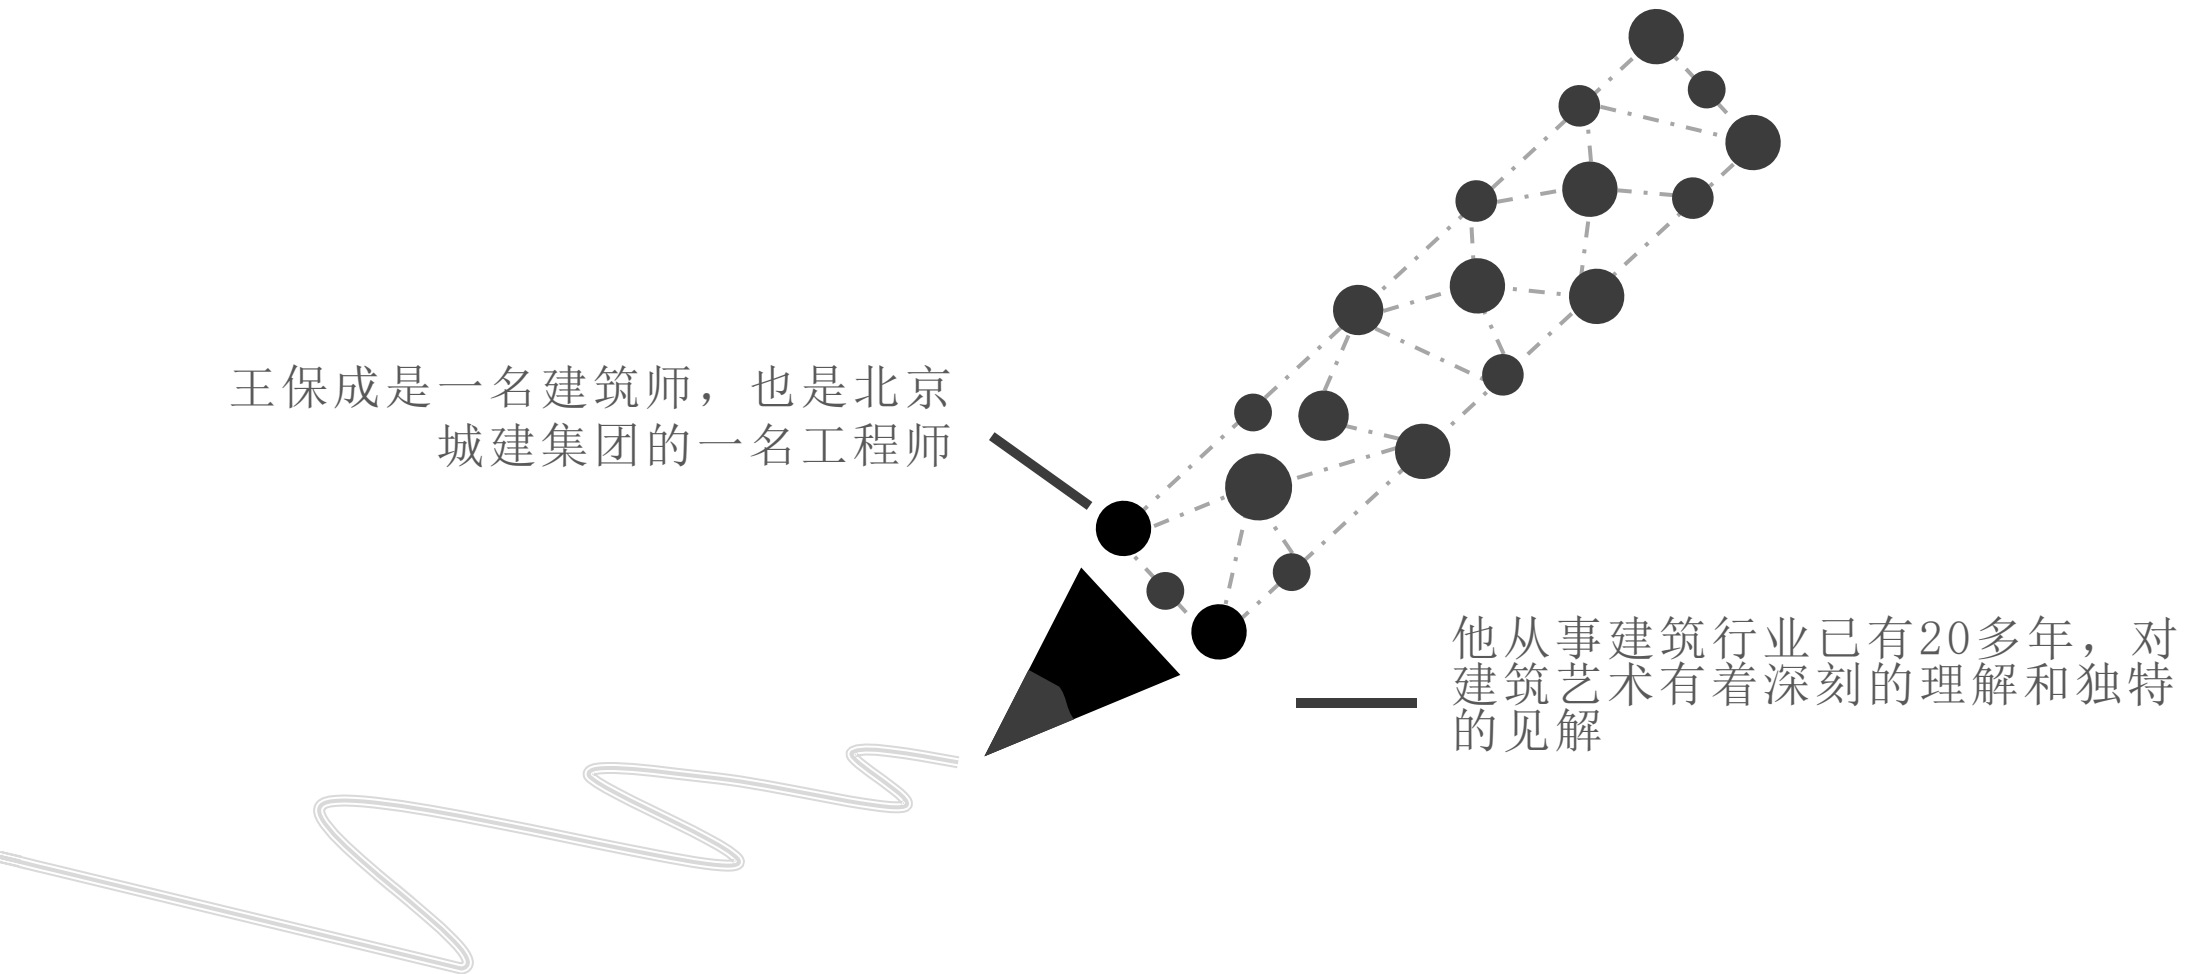 王保成是一名建筑师，也是北京
城建集团的一名工程师
他从事建筑行业已有20多年，对
建筑艺术有着深刻的理解和独特
的见解